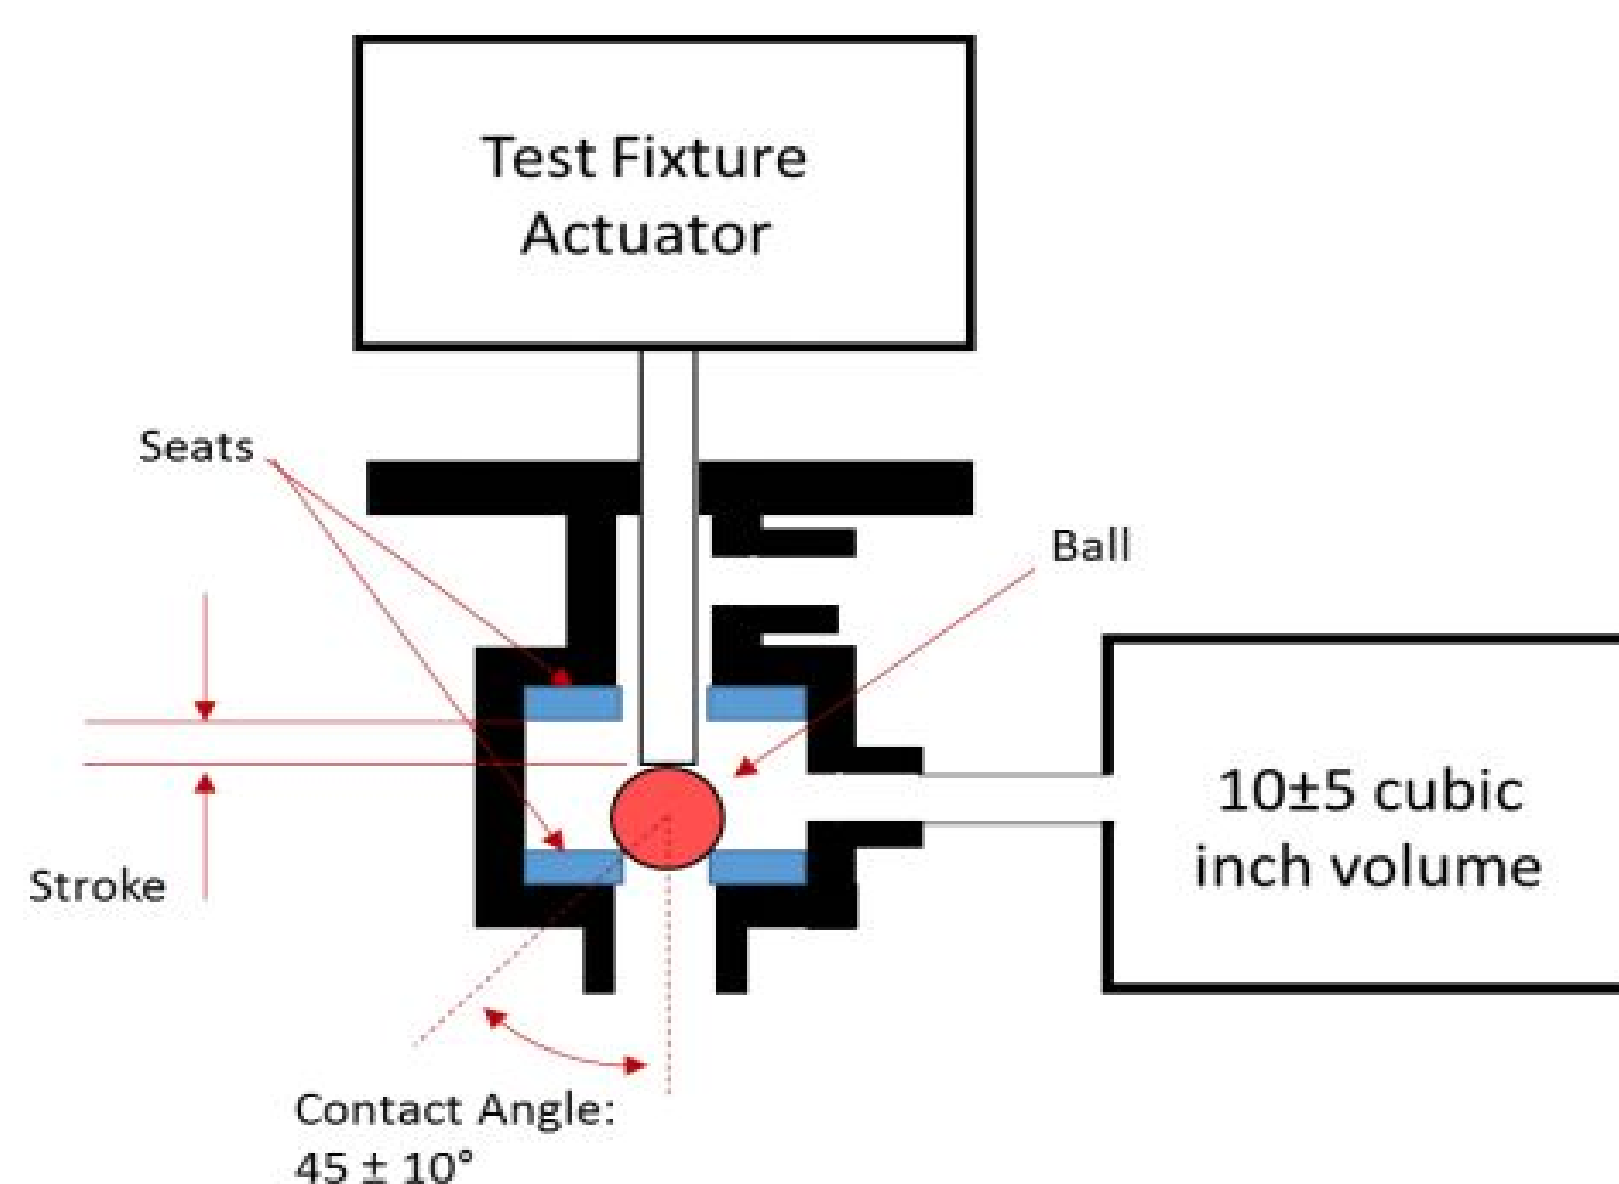 Test Fixture
Actuator
Seats
Ball
Stroke
10±5 cubic
inch volume
Contact Angle:
45 ± 10°